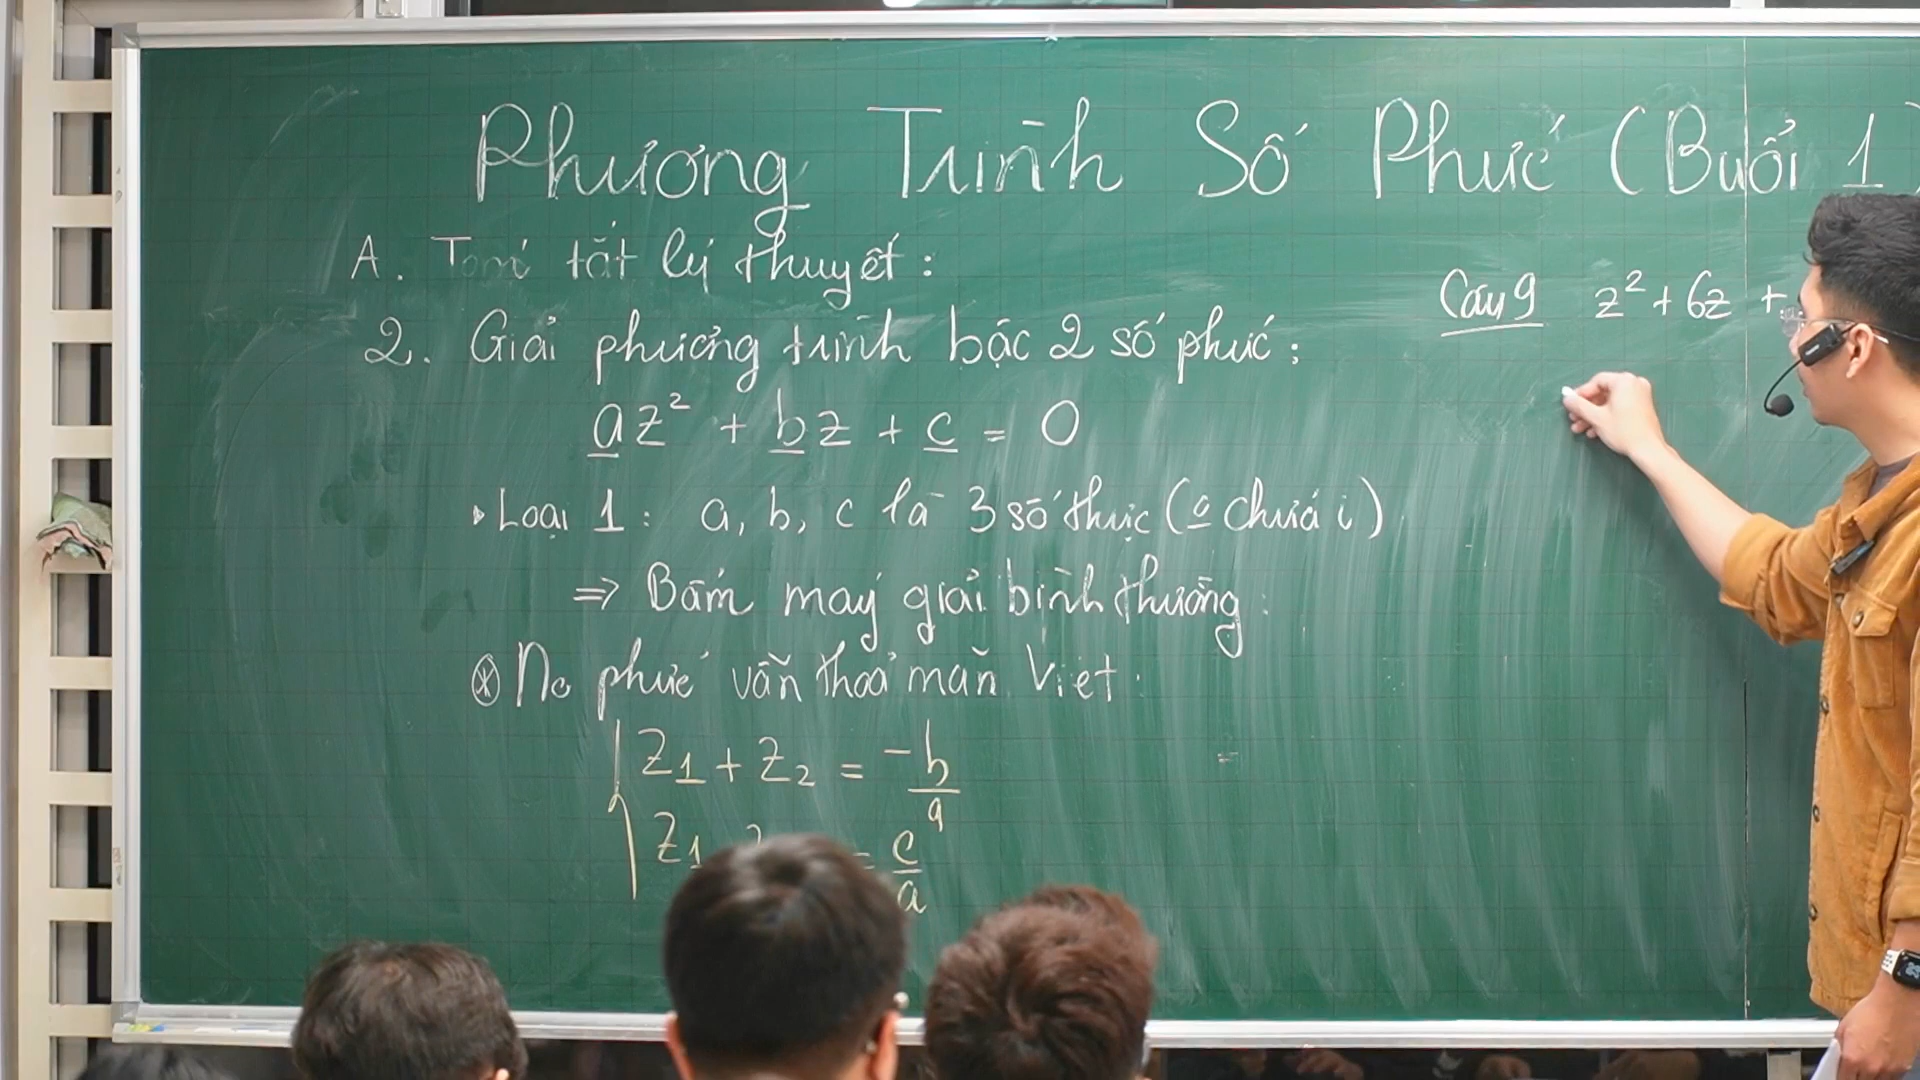 Phương Trình Số Phức (Buổi 1)
A. Tóm tắt lý thuyết:
2. Giải phương trình bậc 2 số phức:
az² + bz + c = 0
Loại 1: a, b, c là 3 số thực (o chứa i)
=> Bấm máy giải bình thường:
⊛ No phức vẫn thoả mãn Viet.
Z1 + Z2 = -b/a
Z1 = c/a
Câu 9 z² + 6z +